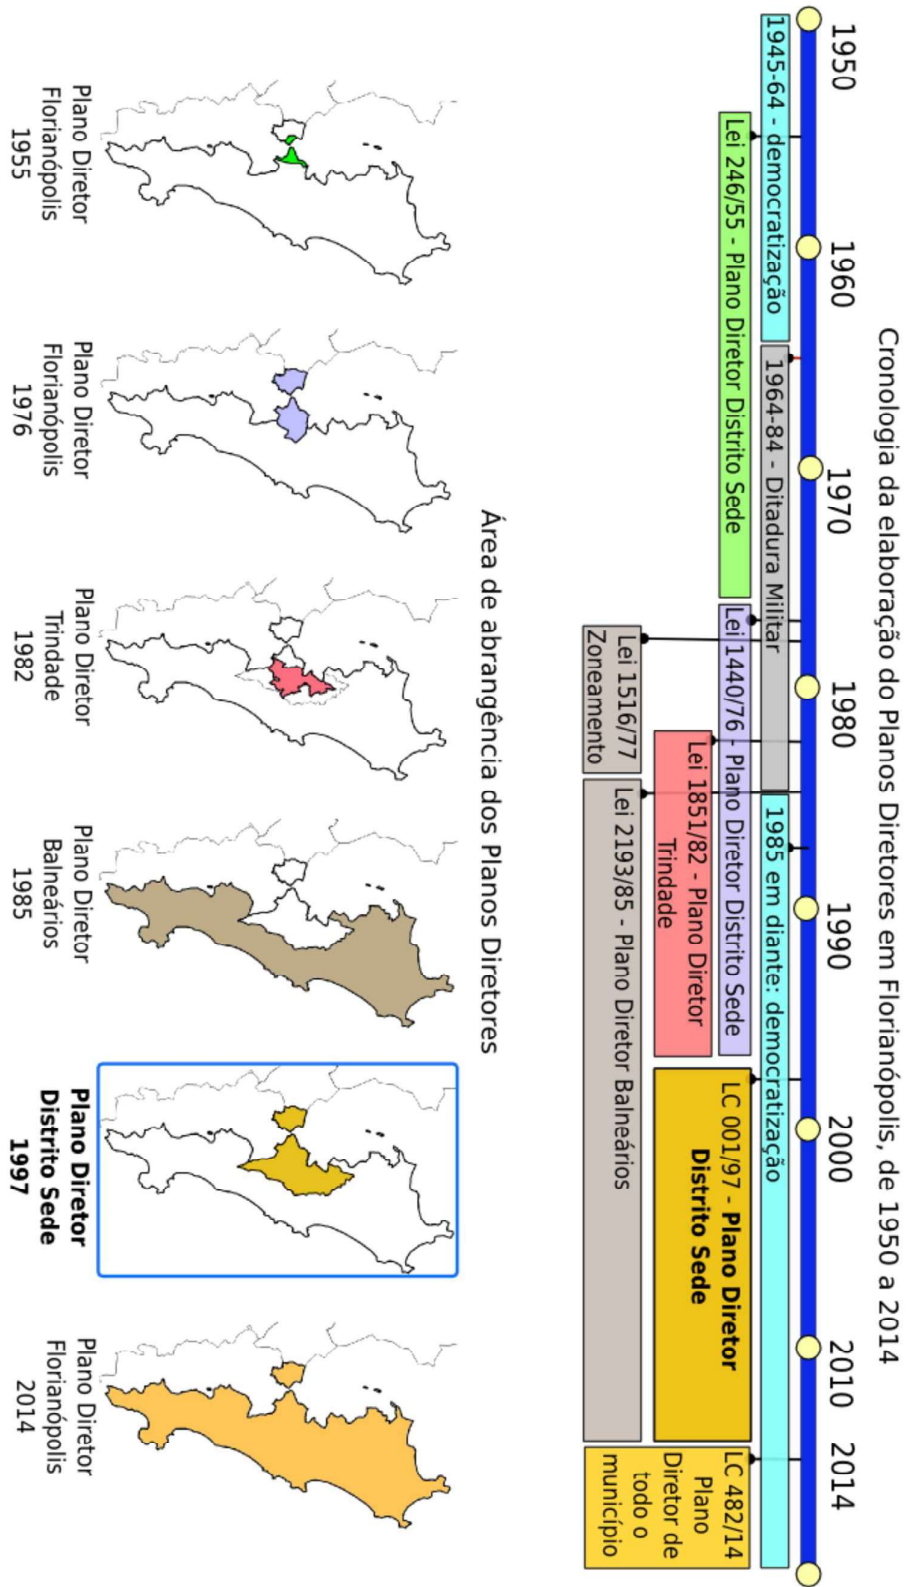 Cronologia da elaboração do Planos Diretores em Florianópolis, de 1950 a 2014
1950
1960
1970
1980
1990
2000
2010
2014
1945-64 - democratização
1964-84 - Ditadura Militar
1985 em diante: democratização
Lei 246/55 - Plano Diretor Distrito Sede
Lei 1440/76 - Plano Diretor Distrito Sede
Lei 1851/82 - Plano Diretor
Trindade
Lei 1516/77
Zoneamento
Lei 2193/85 - Plano Diretor Balneários
LC 001/97 - Plano Diretor
Distrito Sede
LC 482/14
Plano
Diretor de
todo o
município
Área de abrangência dos Planos Diretores
Plano Diretor
Florianópolis
1955
Plano Diretor
Florianópolis
1976
Plano Diretor
Trindade
1982
Plano Diretor
Balneários
1985
Plano Diretor
Distrito Sede
1997
Plano Diretor
Florianópolis
2014